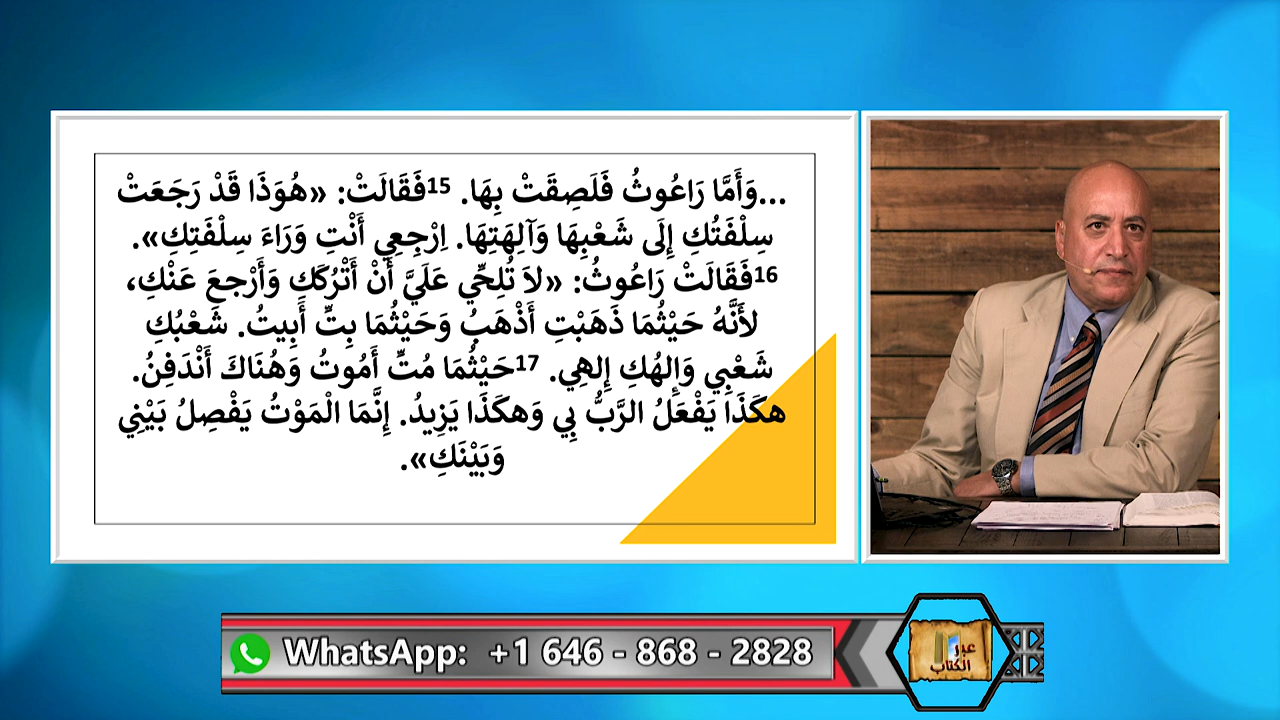 ...وَأَمَّا رَاعُوثُ فَلَصِقَتْ بِهَا. ¹⁵فَقَالَتْ: «هُوَذَا قَدْ رَجَعَتْ
سِلْفَتُكِ إِلَى شَعْبِهَا وَآلِهَتِهَا. اِرْجِعِي أَنْتِ وَرَاءَ سِلْفَتِكِ».
¹⁶فَقَالَتْ رَاعُوثُ: «لاَ تُلِحِّي عَلَيَّ أَنْ أَتْرُكَكِ وَأَرْجعَ عَنْكِ،
لأَنَّهُ حَيْثُمَا ذَهَبْتِ أَذْهَبُ وَحَيْثُمَا بِتِّ أَبِيتُ. شَعْبُكِ
شَعْبِي وَإِلهُكِ إِلهِي. ¹⁷حَيْثُمَا مُتِّ أَمُوتُ وَهُنَاكَ أَنْدَفِنُ.
هكَذَا يَفْعَلُ الرَّبُّ بِي وَهكَذَا يَزِيدُ. إِنَّمَا الْمَوْتُ يَفْصِلُ بَيْنِي
وَبَيْنَكِ».
WhatsApp: +1 646 - 868 - 2828
عبر
الكتاب